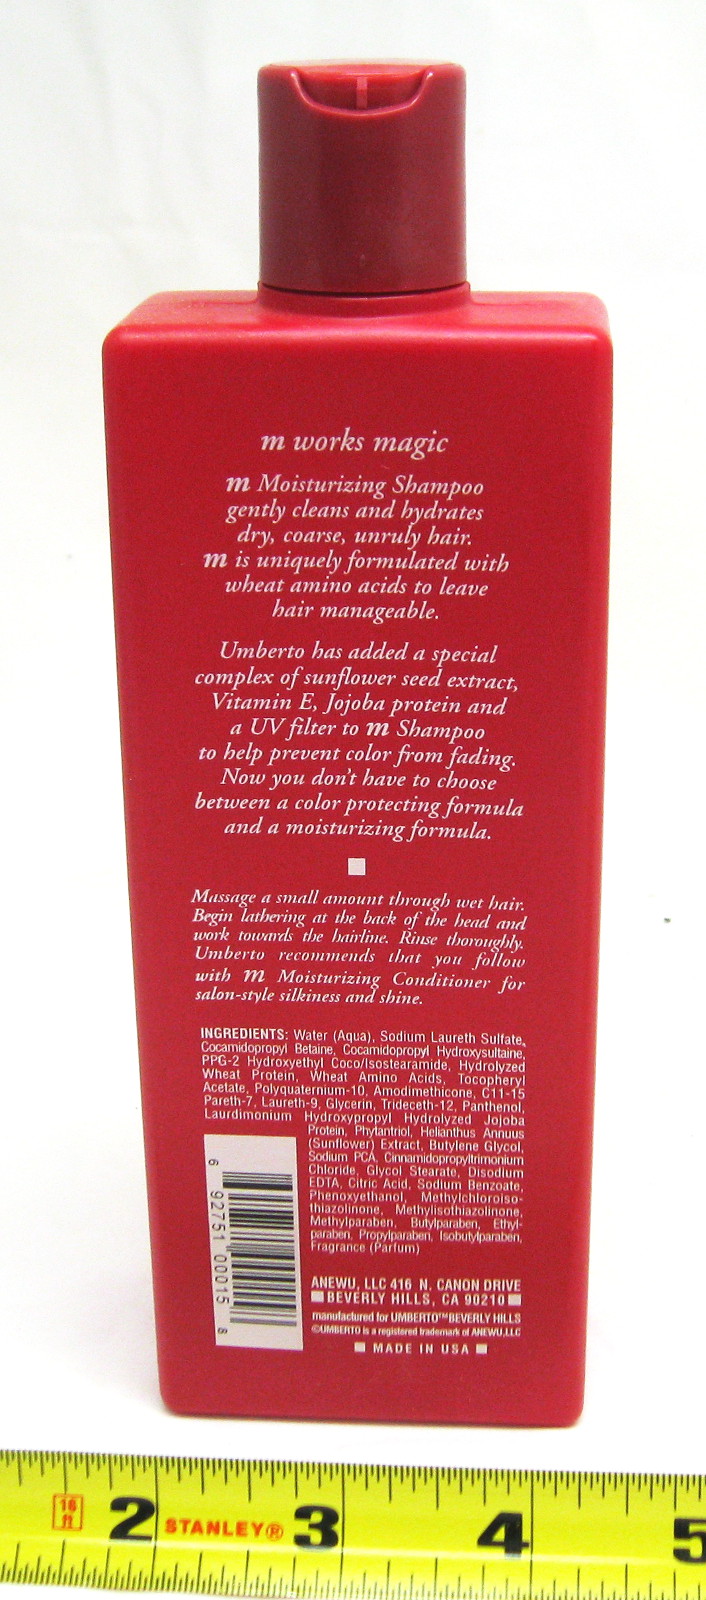 m works magic
m Moisturizing Shampoo
gently cleans and hydrates
dry, coarse, unruly hair.
m is uniquely formulated with
wheat amino acids to leave
hair manageable.
Umberto has added a special
complex of sunflower seed extract,
Vitamin E, Jojoba protein and
a UV filter to m Shampoo
to help prevent color from fading.
Now you don't have to choose
between a color protecting formula
and a moisturizing formula.
Massage a small amount through wet hair.
Begin lathering at the back of the head and
work towards the hairline. Rinse thoroughly.
Umberto recommends that you follow
with m Moisturizing Conditioner for
salon-style silkiness and shine.
INGREDIENTS: Water (Aqua), Sodium Laureth Sulfate,
Cocamidopropyl Betaine, Cocamidopropyl Hydroxysultaine,
PPG-2 Hydroxyethyl Coco/Isostearamide, Hydrolyzed
Wheat Protein, Wheat Amino Acids, Tocopheryl
Acetate, Polyquaternium-10, Amodimethicone, C11-15
Pareth-7, Laureth-9, Glycerin, Trideceth-12, Panthenol,
Laurdimonium Hydroxypropyl Hydrolyzed Jojoba
Protein, Phytantriol, Helianthus Annuus
(Sunflower) Extract, Butylene Glycol,
Sodium PCA, Cinnamidopropyltrimonium
Chloride, Glycol Stearate, Disodium
EDTA, Citric Acid, Sodium Benzoate,
Phenoxyethanol, Methylchloroiso-
thiazolinone, Methylisothiazolinone,
Methylparaben, Butylparaben, Ethyl-
paraben, Propylparaben, Isobutylparaben,
Fragrance (Parfum)
6 92751 00015 8
ANEWU, LLC 416 N. CANON DRIVE
BEVERLY HILLS, CA 90210
manufactured for UMBERTO™BEVERLY HILLS
©UMBERTO is a registered trademark of ANEWU,LLC
MADE IN USA
16 ft 2 STANLEY® 3 4 5